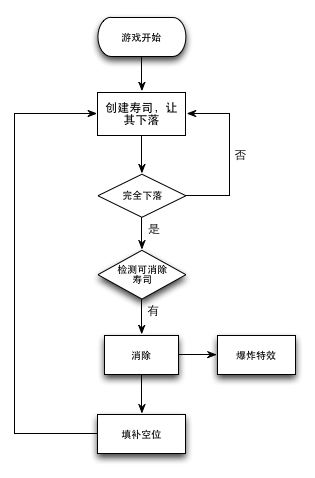 游戏开始
创建寿司，让
其下落
否
完全下落
是
检测可消除
寿司
有
消除
爆炸特效
填补空位